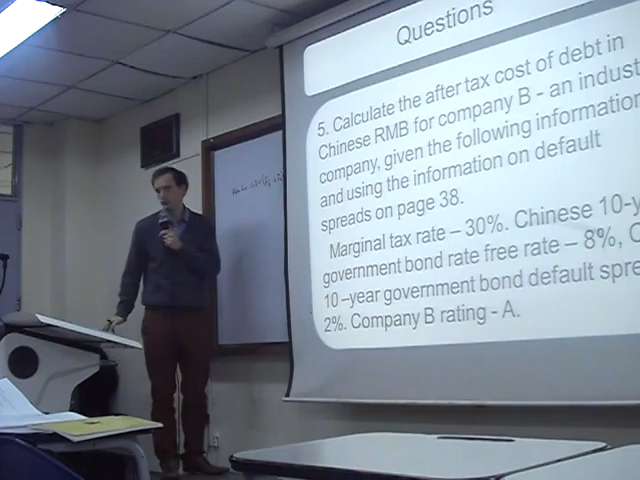 Questions
5. Calculate the after tax cost of debt in
Chinese RMB for company B - an indust
company, given the following information
and using the information on default
spreads on page 38.
Marginal tax rate – 30%. Chinese 10-y
government bond rate free rate – 8%, C
10 –year government bond default spre
2%. Company B rating - A.